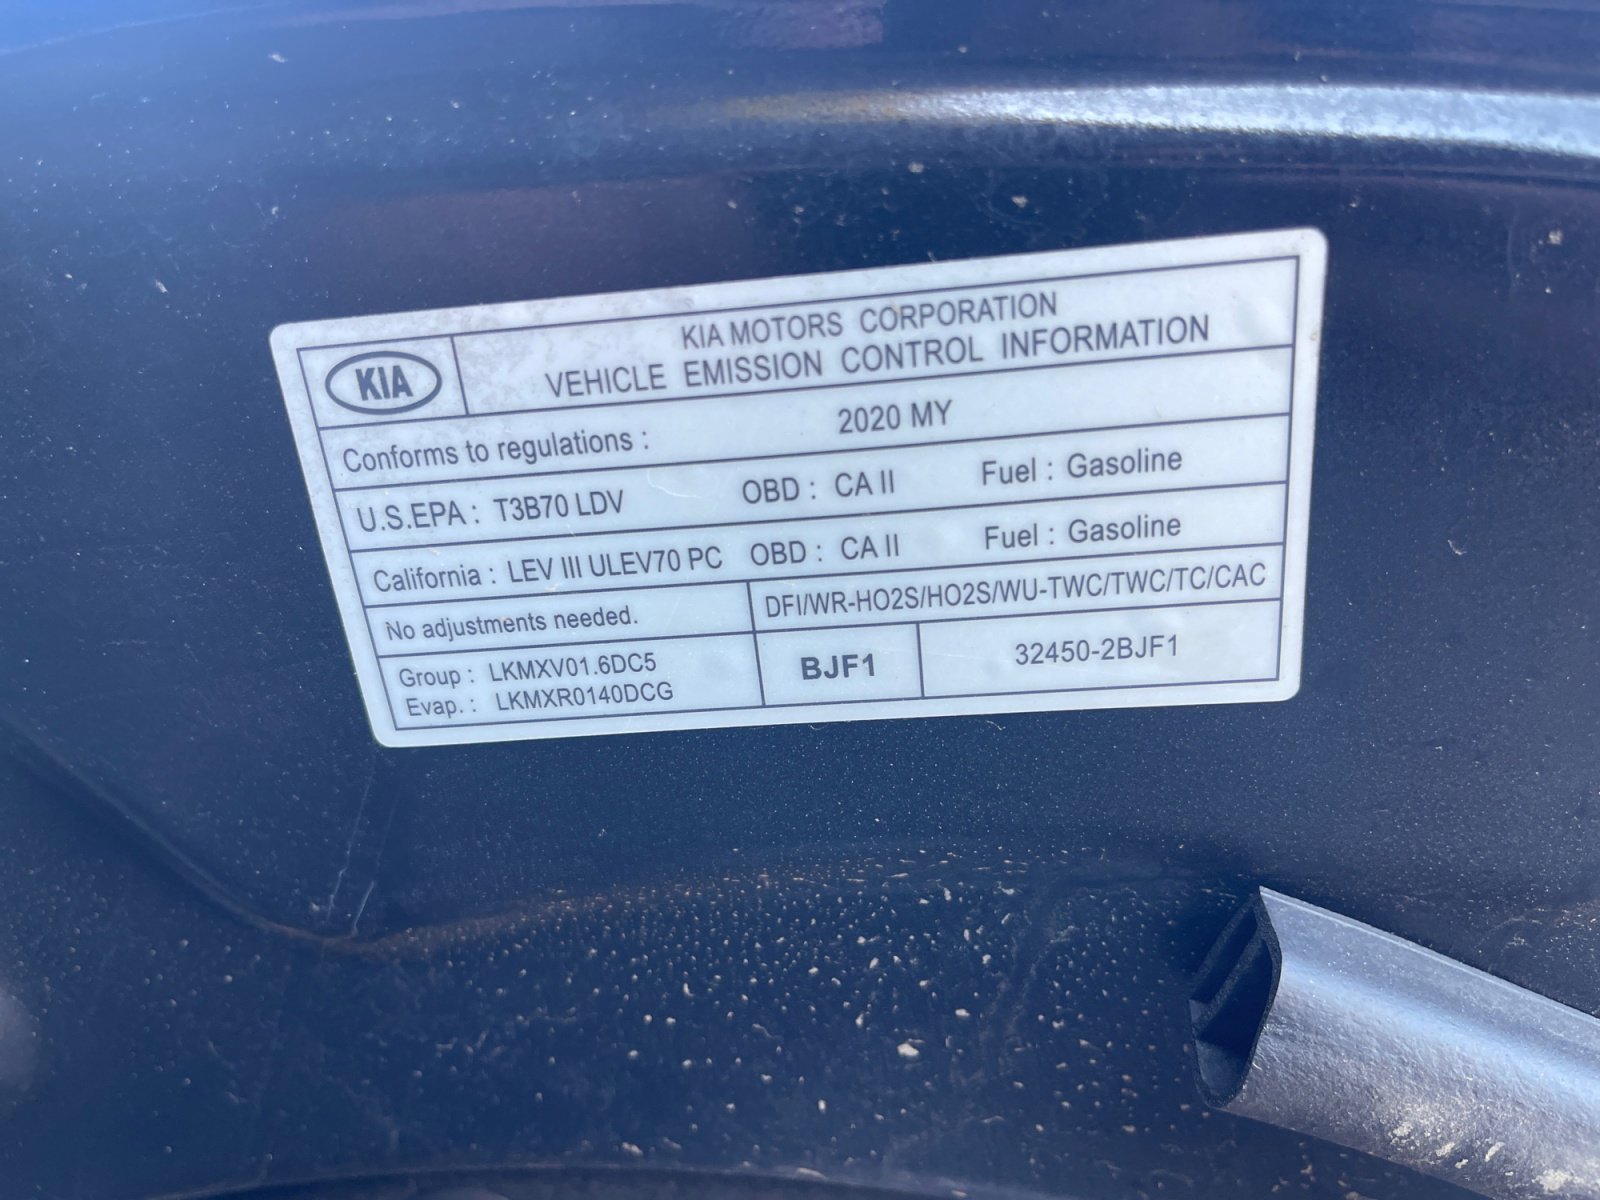 KIA
KIA MOTORS CORPORATION
VEHICLE EMISSION CONTROL INFORMATION
Conforms to regulations : 2020 MY
U.S.EPA : T3B70 LDV OBD : CA II Fuel : Gasoline
California : LEV III ULEV70 PC OBD : CA II Fuel : Gasoline
No adjustments needed. DFI/WR-HO2S/HO2S/WU-TWC/TWC/TC/CAC
Group : LKMXV01.6DC5
Evap. : LKMXR0140DCG
BJF1
32450-2BJF1